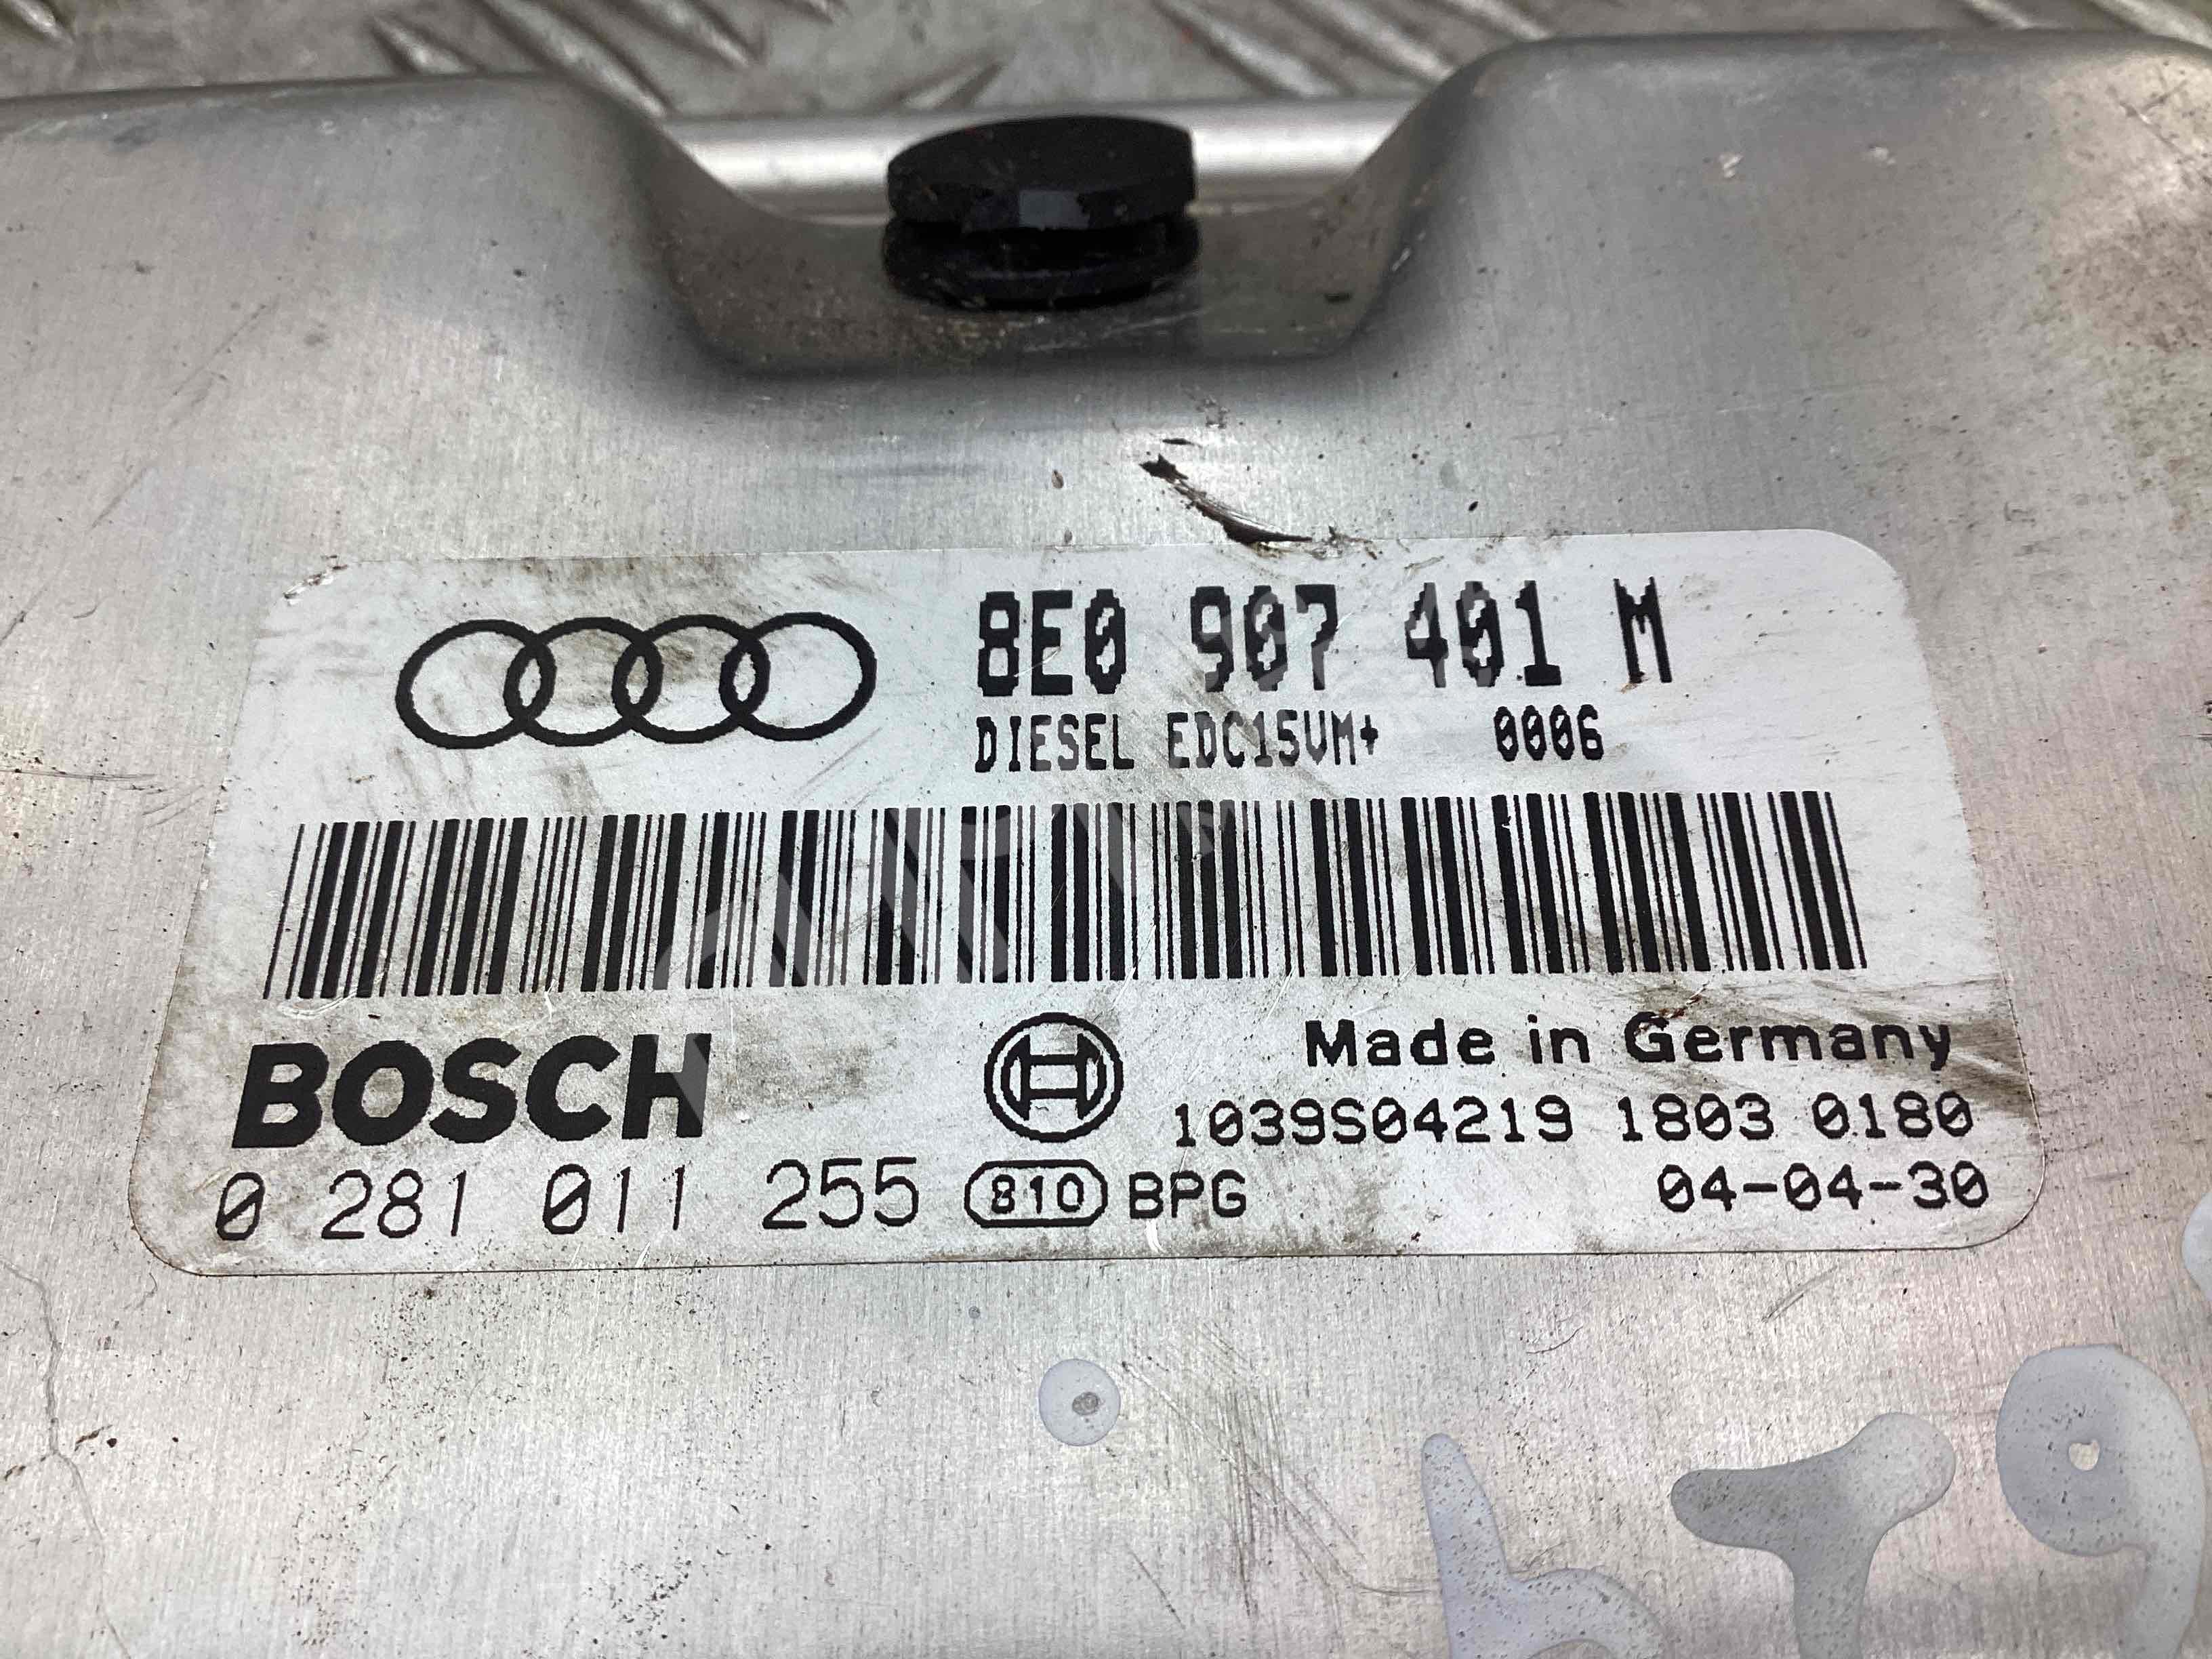 8E0 907 401 M
DIESEL EDC15VM+ 0006
BOSCH
Made in Germany
1039S04219 1803 0180
0 281 011 255 810 BPG 04-04-30